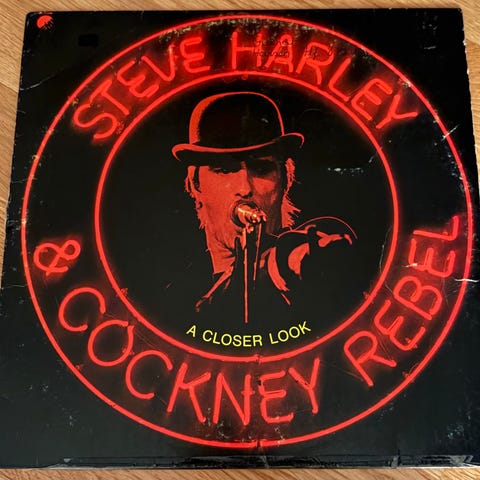 STEVE HARLEY
& COCKNEY REBEL
A CLOSER LOOK